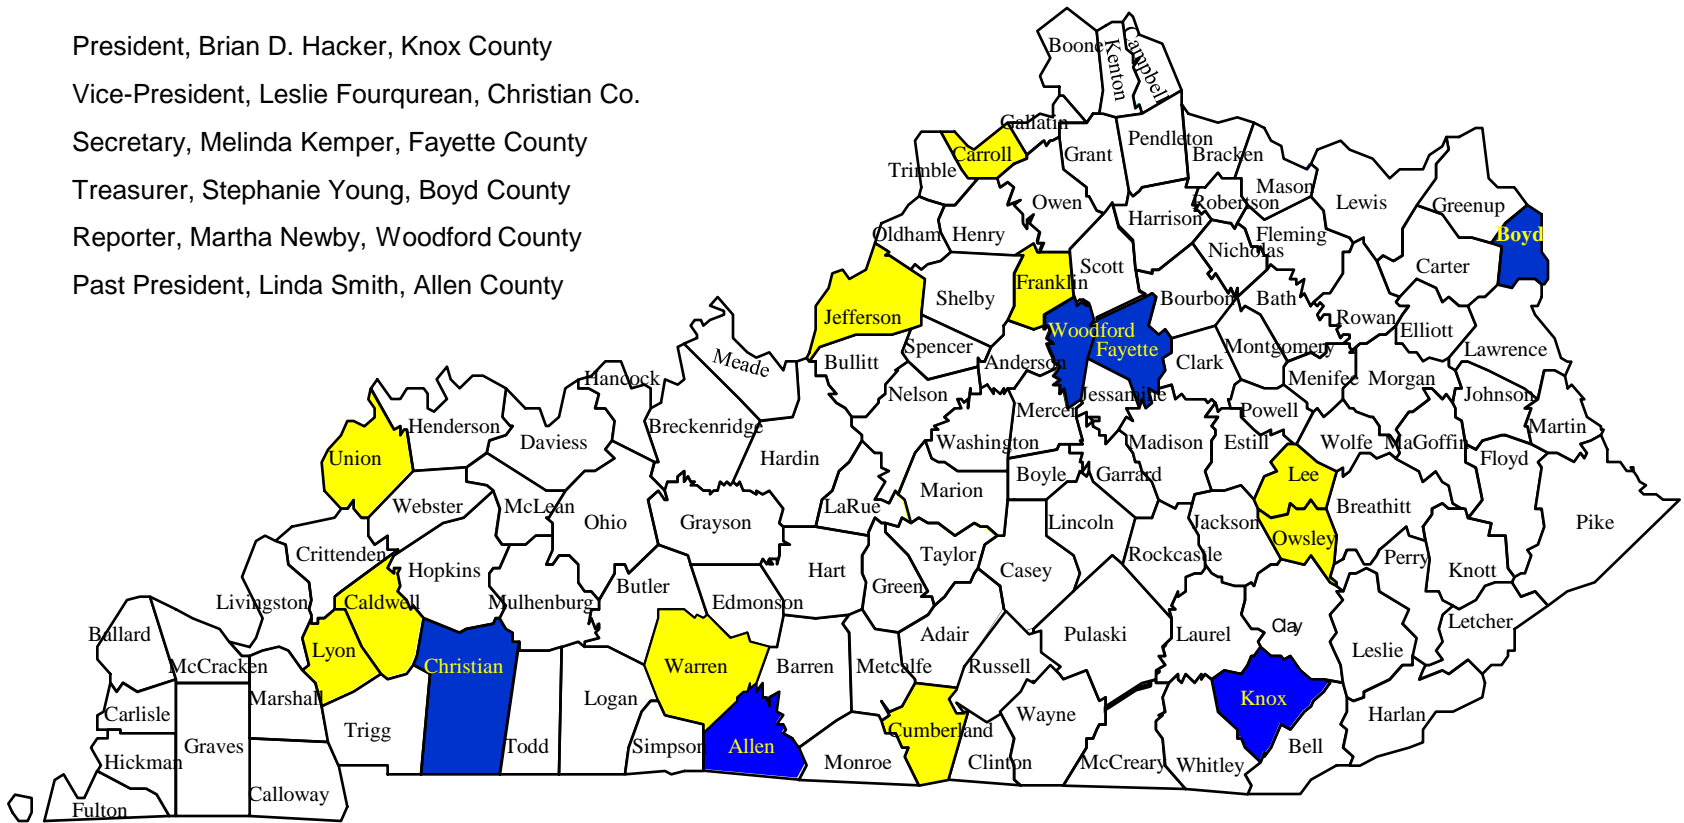 President, Brian D. Hacker, Knox County
Vice-President, Leslie Fourqurean, Christian Co.
Secretary, Melinda Kemper, Fayette County
Treasurer, Stephanie Young, Boyd County
Reporter, Martha Newby, Woodford County
Past President, Linda Smith, Allen County
Boone
Kenton
Campbell
Gallatin
Carroll
Grant
Pendleton
Bracken
Trimble
Mason
Robertson
Lewis
Greenup
Owen
Harrison
Boyd
Oldham
Henry
Fleming
Nicholas
Carter
Scott
Franklin
Shelby
Bourbon
Bath
Jefferson
Rowan
Elliott
Woodford
Fayette
Spencer
Montgomery
Lawrence
Meade
Bullitt
Anderson
Clark
Menifee
Morgan
Hancock
Nelson
Jessamine
Johnson
Mercer
Powell
Henderson
Breckenridge
Daviess
Washington
Madison
Estill
Wolfe
MaGoffin
Martin
Union
Hardin
Floyd
Boyle
Garrard
Lee
Marion
Webster
McLean
LaRue
Breathitt
Ohio
Grayson
Lincoln
Jackson
Pike
Owsley
Crittenden
Taylor
Rockcastle
Perry
Hopkins
Hart
Casey
Knott
Green
Butler
Livingston
Caldwell
Mulhenburg
Edmonson
Letcher
Ballard
Adair
Pulaski
Laurel
Clay
Lyon
Leslie
McCracken
Christian
Warren
Barren
Metcalfe
Russell
Marshall
Logan
Knox
Carlisle
Wayne
Harlan
Trigg
Cumberland
Graves
Todd
Simpson
Allen
Bell
Hickman
Monroe
Clinton
McCreary
Whitley
Calloway
Fulton